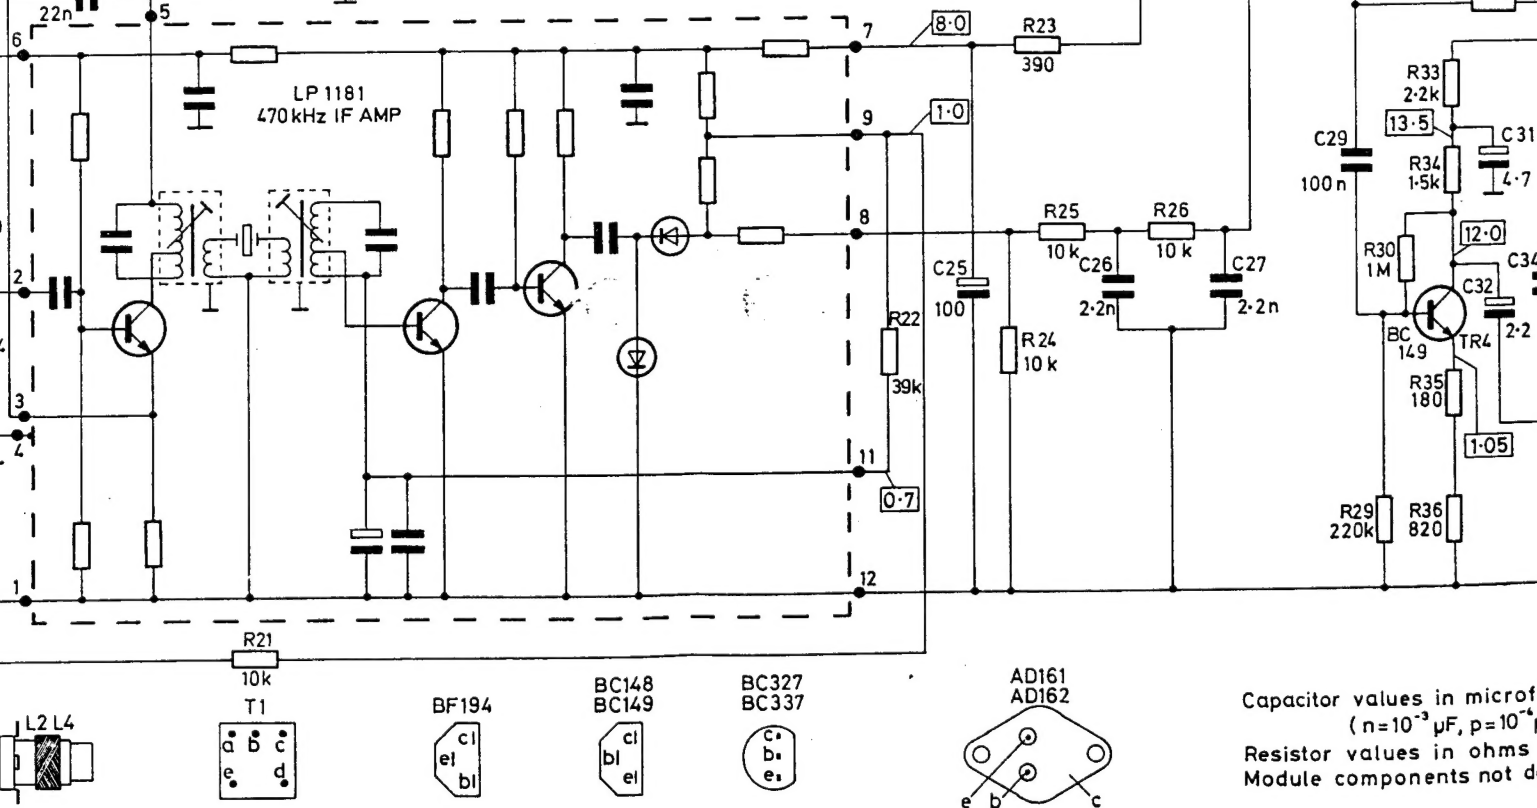 22n
5
6
7
8·0
R23
390
LP 1181
470kHz IF AMP
9
1·0
8
R25
10k
R26
10 k
C25
100
C26
2·2n
C27
2·2n
R22
39k
R24
10 k
2
3
4
11
0·7
1
12
R33
2·2k
13·5
C31
4·7
C29
100n
R34
1·5k
R30
1M
12·0
C32
2·2
C34
BC
149
TR4
R35
180
1·05
R29
220k
R36
820
R21
10k
L2 L4
T1
a b c
e d
BF194
c
e
b
BC148
BC149
c
b
e
BC327
BC337
c
b
e
AD161
AD162
e b c
Capacitor values in microf
(n=10⁻³ µF, p=10⁻⁶
Resistor values in ohms
Module components not d